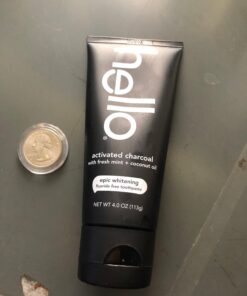 hello.
activated charcoal
with fresh mint + coconut oil
epic whitening
fluoride free toothpaste
NET WT 4.0 OZ (113g)